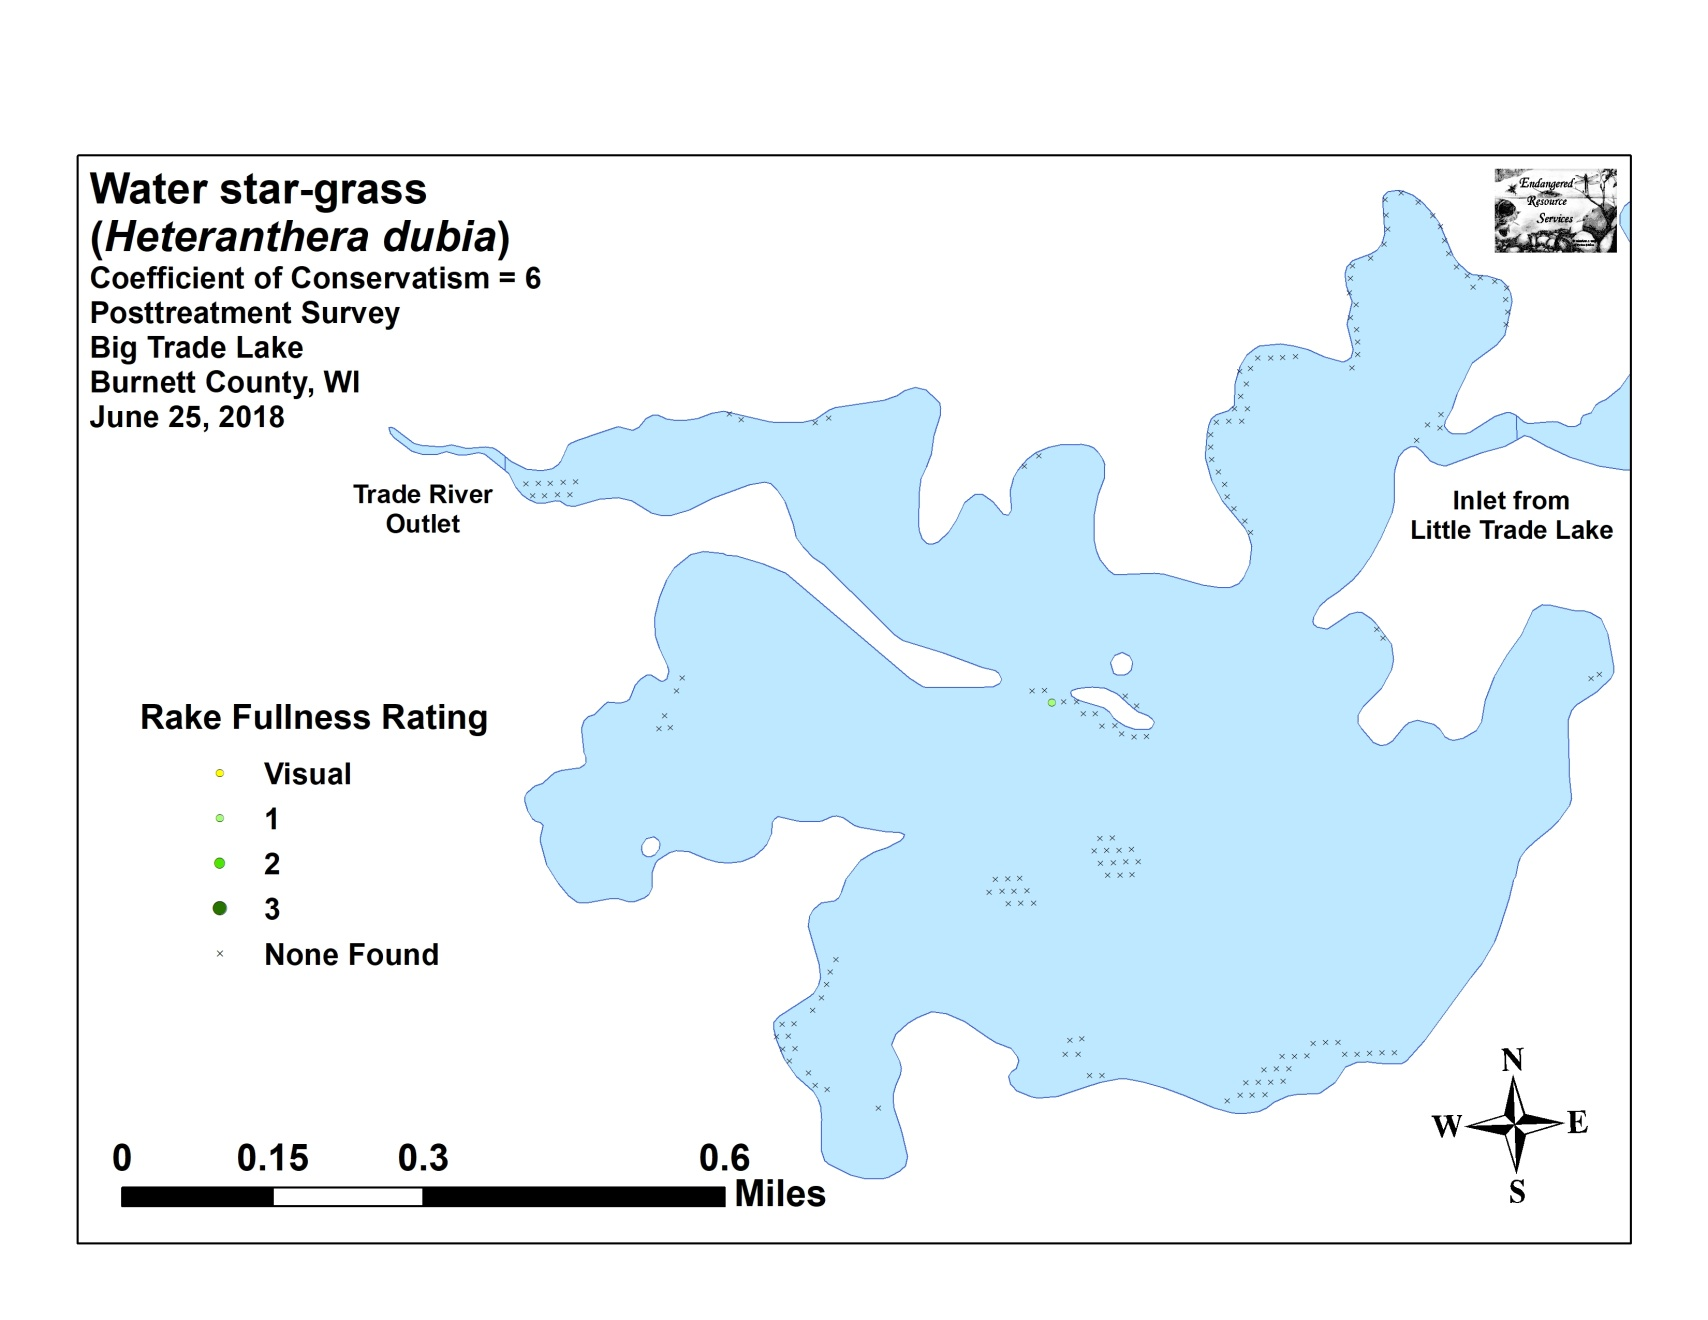 Water star-grass
(Heteranthera dubia)
Coefficient of Conservatism = 6
Posttreatment Survey
Big Trade Lake
Burnett County, WI
June 25, 2018
Endangered
Resource
Services
Trade River
Outlet
Inlet from
Little Trade Lake
Rake Fullness Rating
Visual
1
2
3
None Found
0 0.15 0.3 0.6
Miles
N
W E
S